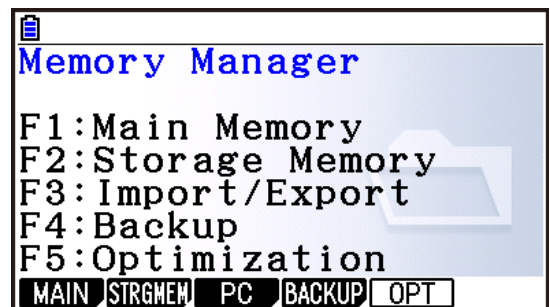 Memory Manager
F1:Main Memory
F2:Storage Memory
F3:Import/Export
F4:Backup
F5:Optimization
MAIN STRGMEM PC BACKUP OPT